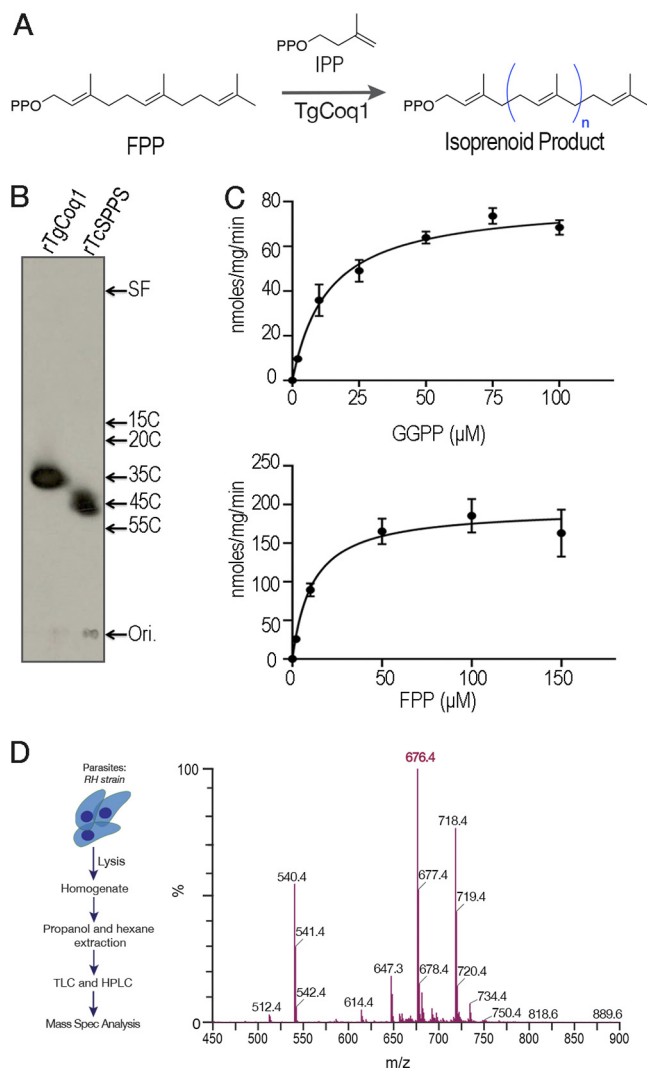 A
PPO
FPP
PPO
IPP
TgCoq1
PPO
n
Isoprenoid Product
B
rTgCoq1
rTcSPPS
SF
15C
20C
35C
45C
55C
Ori.
C
nmoles/mg/min
80
60
40
20
0
0 25 50 75 100
GGPP (µM)
nmoles/mg/min
250
200
150
100
50
0
0 50 100 150
FPP (µM)
D
Parasites:
RH strain
Lysis
Homogenate
Propanol and hexane
extraction
TLC and HPLC
Mass Spec Analysis
100
%
0
676.4
718.4
540.4
677.4
719.4
541.4
647.3
678.4
720.4
542.4
734.4
512.4
614.4
750.4
818.6
889.6
450 500 550 600 650 700 750 800 850 900
m/z